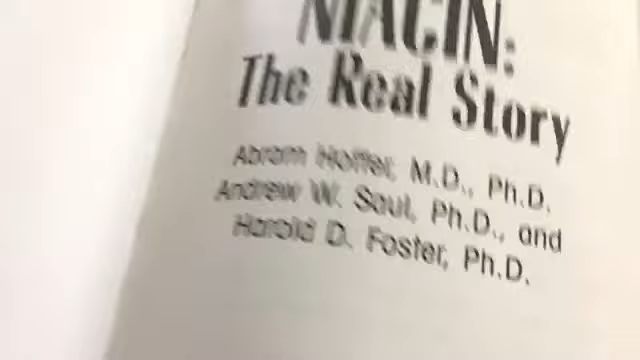 NIACIN:
The Real Story
Abram Hoffer, M.D., Ph.D.
Andrew W. Saul, Ph.D., and
Harold D. Foster, Ph.D.